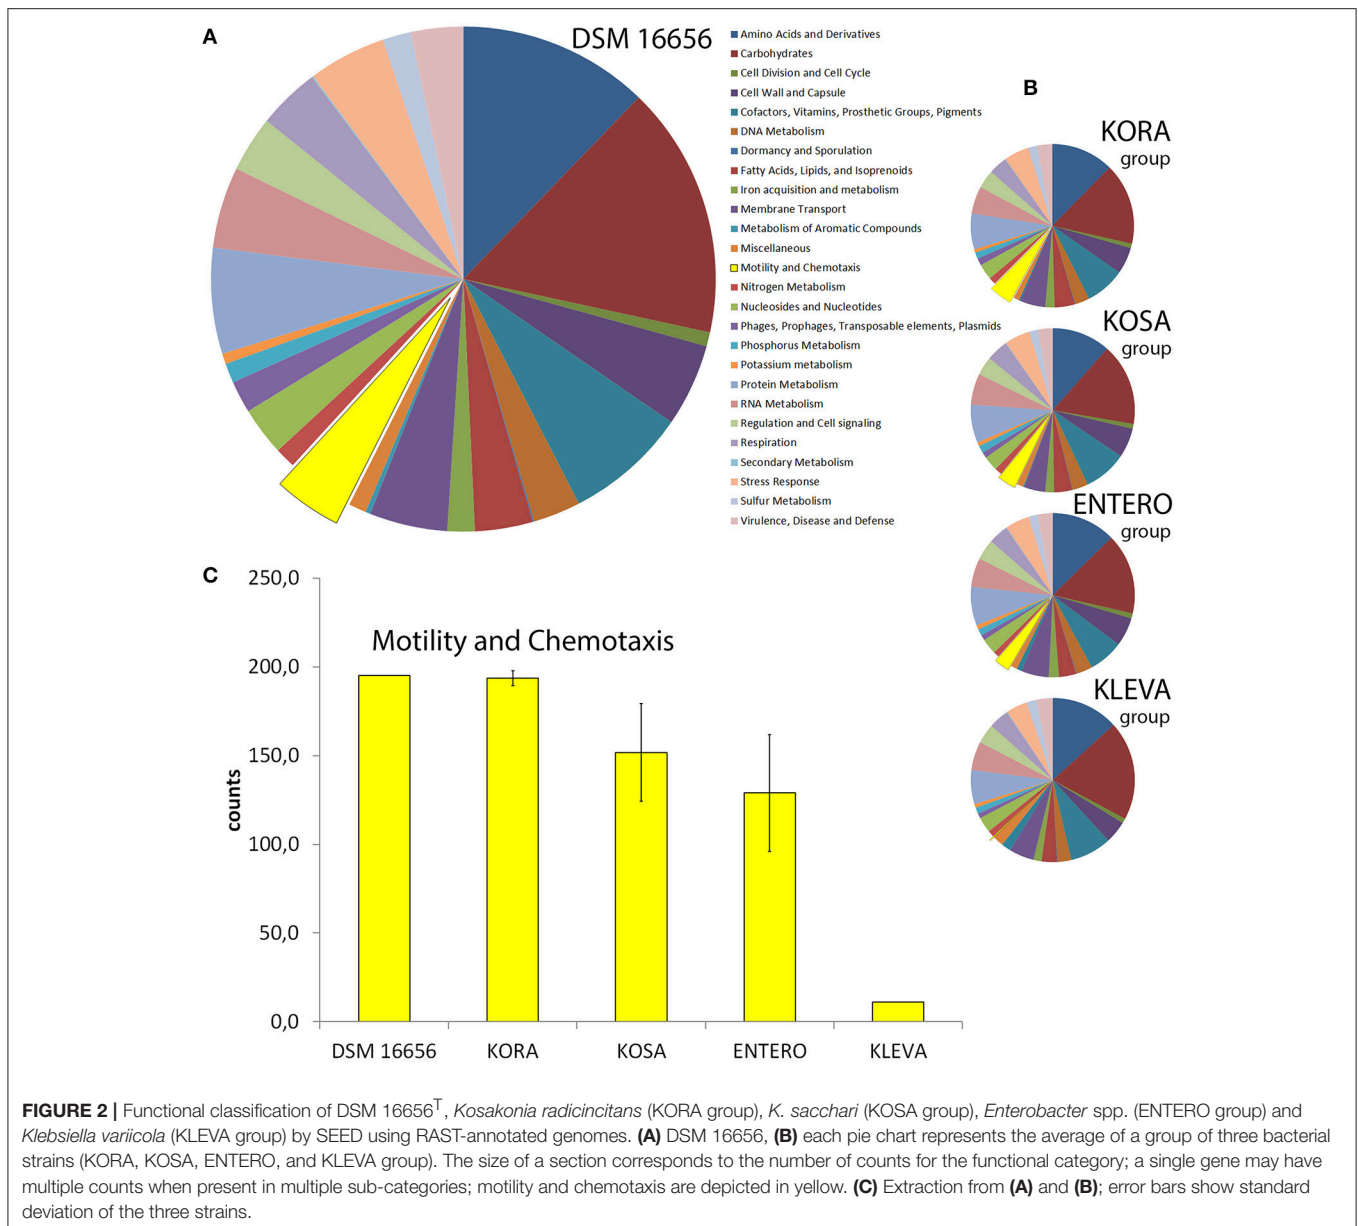 A
DSM 16656
Amino Acids and Derivatives
Carbohydrates
Cell Division and Cell Cycle
Cell Wall and Capsule
Cofactors, Vitamins, Prosthetic Groups, Pigments
DNA Metabolism
Dormancy and Sporulation
Fatty Acids, Lipids, and Isoprenoids
Iron acquisition and metabolism
Membrane Transport
Metabolism of Aromatic Compounds
Miscellaneous
Motility and Chemotaxis
Nitrogen Metabolism
Nucleosides and Nucleotides
Phages, Prophages, Transposable elements, Plasmids
Phosphorus Metabolism
Potassium metabolism
Protein Metabolism
RNA Metabolism
Regulation and Cell signaling
Respiration
Secondary Metabolism
Stress Response
Sulfur Metabolism
Virulence, Disease and Defense
B
KORA
group
KOSA
group
ENTERO
group
KLEVA
group
C
Motility and Chemotaxis
counts
250,0
200,0
150,0
100,0
50,0
0,0
DSM 16656 KORA KOSA ENTERO KLEVA
FIGURE 2 | Functional classification of DSM 16656ᵀ, Kosakonia radicincitans (KORA group), K. sacchari (KOSA group), Enterobacter spp. (ENTERO group) and
Klebsiella variicola (KLEVA group) by SEED using RAST-annotated genomes. (A) DSM 16656, (B) each pie chart represents the average of a group of three bacterial
strains (KORA, KOSA, ENTERO, and KLEVA group). The size of a section corresponds to the number of counts for the functional category; a single gene may have
multiple counts when present in multiple sub-categories; motility and chemotaxis are depicted in yellow. (C) Extraction from (A) and (B); error bars show standard
deviation of the three strains.